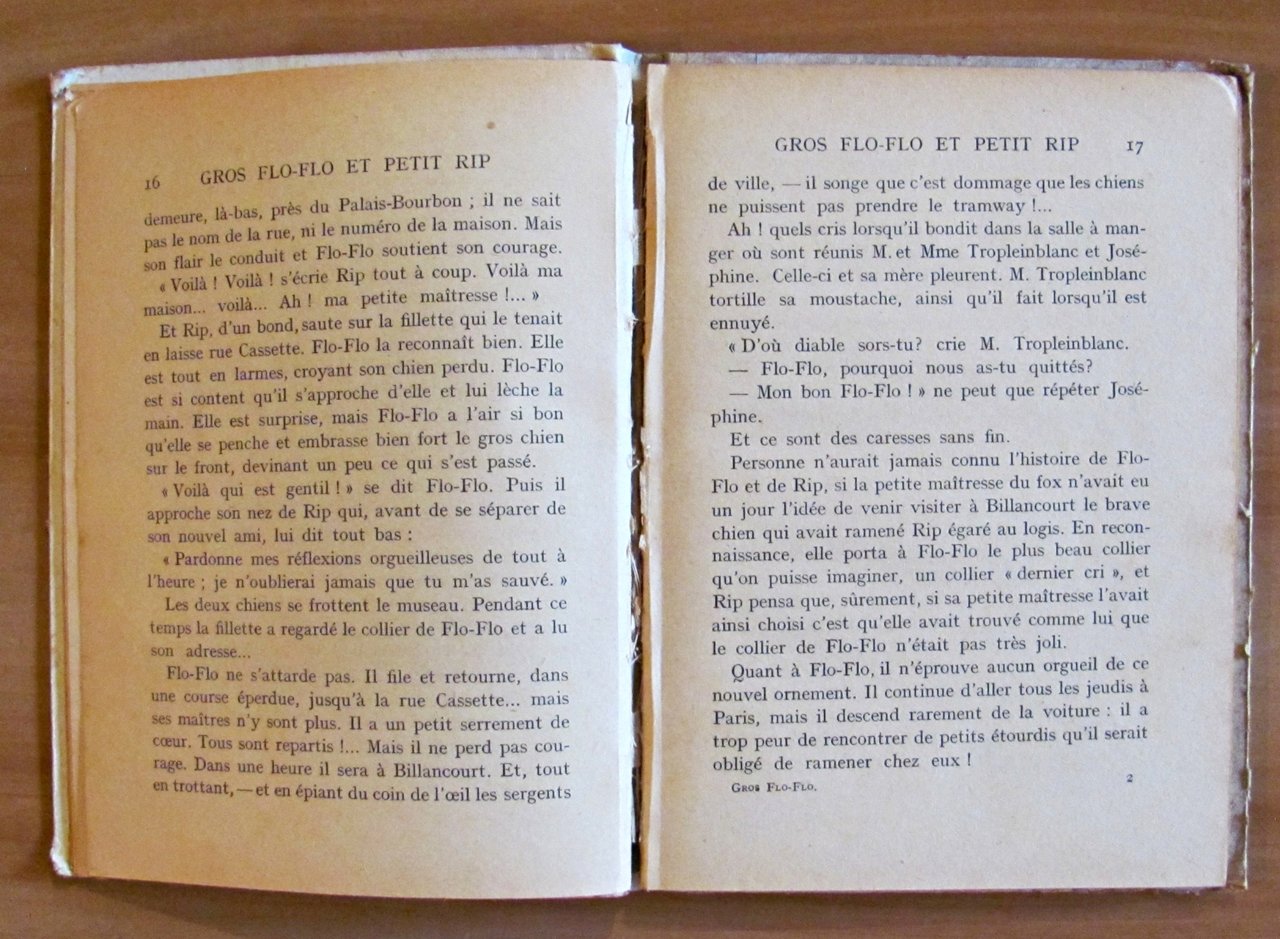 16 GROS FLO-FLO ET PETIT RIP
demeure, là-bas, près du Palais-Bourbon ; il ne sait
pas le nom de la rue, ni le numéro de la maison. Mais
son flair le conduit et Flo-Flo soutient son courage.
« Voilà ! Voilà ! s'écrie Rip tout à coup. Voilà ma
maison... voilà... Ah ! ma petite maîtresse !... »
Et Rip, d'un bond, saute sur la fillette qui le tenait
en laisse rue Cassette. Flo-Flo la reconnaît bien. Elle
est tout en larmes, croyant son chien perdu. Flo-Flo
est si content qu'il s'approche d'elle et lui lèche la
main. Elle est surprise, mais Flo-Flo a l'air si bon
qu'elle se penche et embrasse bien fort le gros chien
sur le front, devinant un peu ce qui s'est passé.
« Voilà qui est gentil ! » se dit Flo-Flo. Puis il
approche son nez de Rip qui, avant de se séparer de
son nouvel ami, lui dit tout bas :
« Pardonne mes réflexions orgueilleuses de tout à
l'heure ; je n'oublierai jamais que tu m'as sauvé. »
Les deux chiens se frottent le museau. Pendant ce
temps la fillette a regardé le collier de Flo-Flo et a lu
son adresse...
Flo-Flo ne s'attarde pas. Il file et retourne, dans
une course éperdue, jusqu'à la rue Cassette... mais
ses maîtres n'y sont plus. Il a un petit serrement de
cœur. Tous sont repartis !... Mais il ne perd pas cou-
rage. Dans une heure il sera à Billancourt. Et, tout
en trottant, — et en épiant du coin de l'œil les sergents
GROS FLO-FLO ET PETIT RIP 17
de ville, — il songe que c'est dommage que les chiens
ne puissent pas prendre le tramway !...
Ah ! quels cris lorsqu'il bondit dans la salle à man-
ger où sont réunis M. et Mme Tropleinblanc et José-
phine. Celle-ci et sa mère pleurent. M. Tropleinblanc
tortille sa moustache, ainsi qu'il fait lorsqu'il est
ennuyé.
« D'où diable sors-tu? crie M. Tropleinblanc.
— Flo-Flo, pourquoi nous as-tu quittés?
— Mon bon Flo-Flo ! » ne peut que répéter José-
phine.
Et ce sont des caresses sans fin.
Personne n'aurait jamais connu l'histoire de Flo-
Flo et de Rip, si la petite maîtresse du fox n'avait eu
un jour l'idée de venir visiter à Billancourt le brave
chien qui avait ramené Rip égaré au logis. En recon-
naissance, elle porta à Flo-Flo le plus beau collier
qu'on puisse imaginer, un collier « dernier cri », et
Rip pensa que, sûrement, si sa petite maîtresse l'avait
ainsi choisi c'est qu'elle avait trouvé comme lui que
le collier de Flo-Flo n'était pas très joli.
Quant à Flo-Flo, il n'éprouve aucun orgueil de ce
nouvel ornement. Il continue d'aller tous les jeudis à
Paris, mais il descend rarement de la voiture : il a
trop peur de rencontrer de petits étourdis qu'il serait
obligé de ramener chez eux !
GROS FLO-FLO. 2